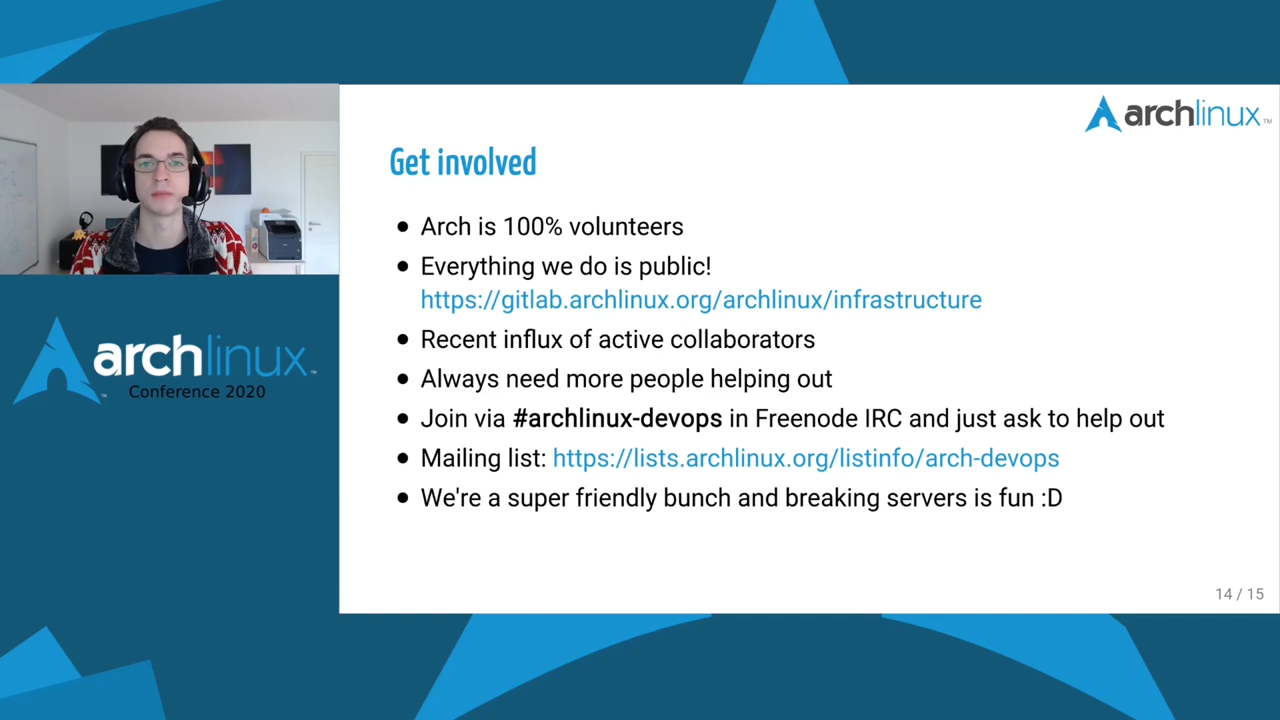 archlinux™
Get involved
• Arch is 100% volunteers
• Everything we do is public!
https://gitlab.archlinux.org/archlinux/infrastructure
• Recent influx of active collaborators
• Always need more people helping out
• Join via #archlinux-devops in Freenode IRC and just ask to help out
• Mailing list: https://lists.archlinux.org/listinfo/arch-devops
• We're a super friendly bunch and breaking servers is fun :D
14 / 15
archlinux™
Conference 2020